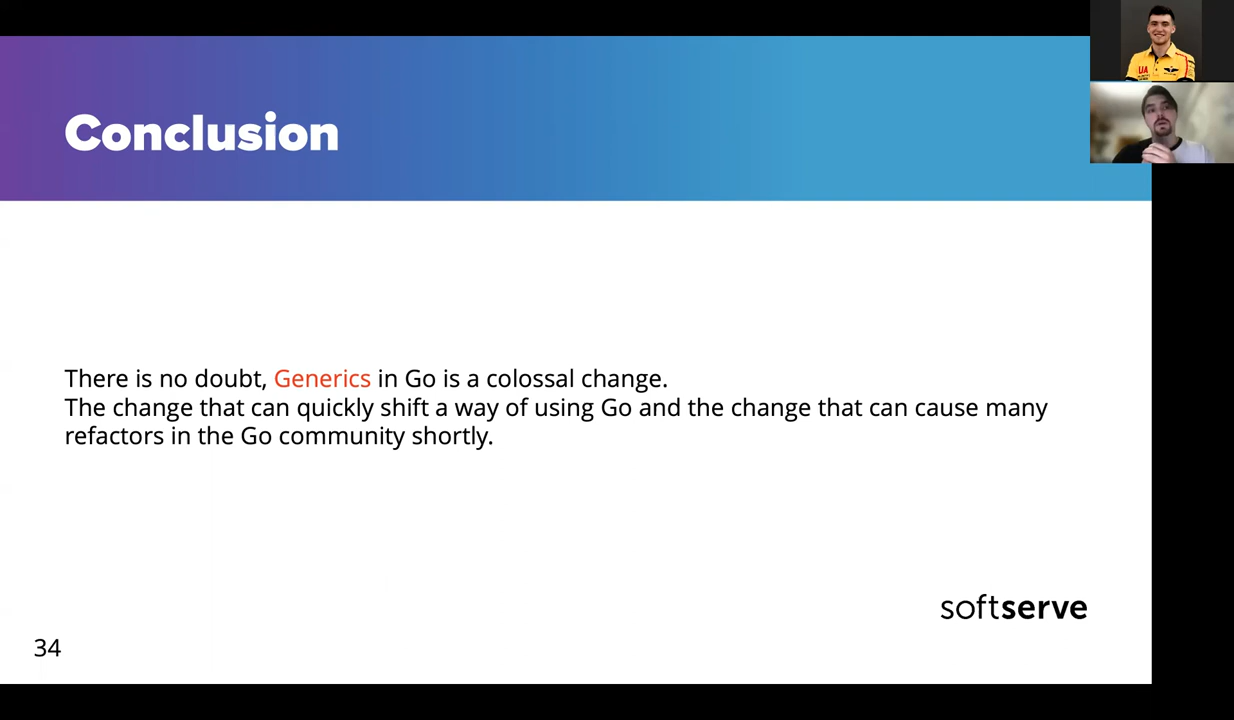 Conclusion
There is no doubt, Generics in Go is a colossal change.
The change that can quickly shift a way of using Go and the change that can cause many
refactors in the Go community shortly.
softserve
34
UA